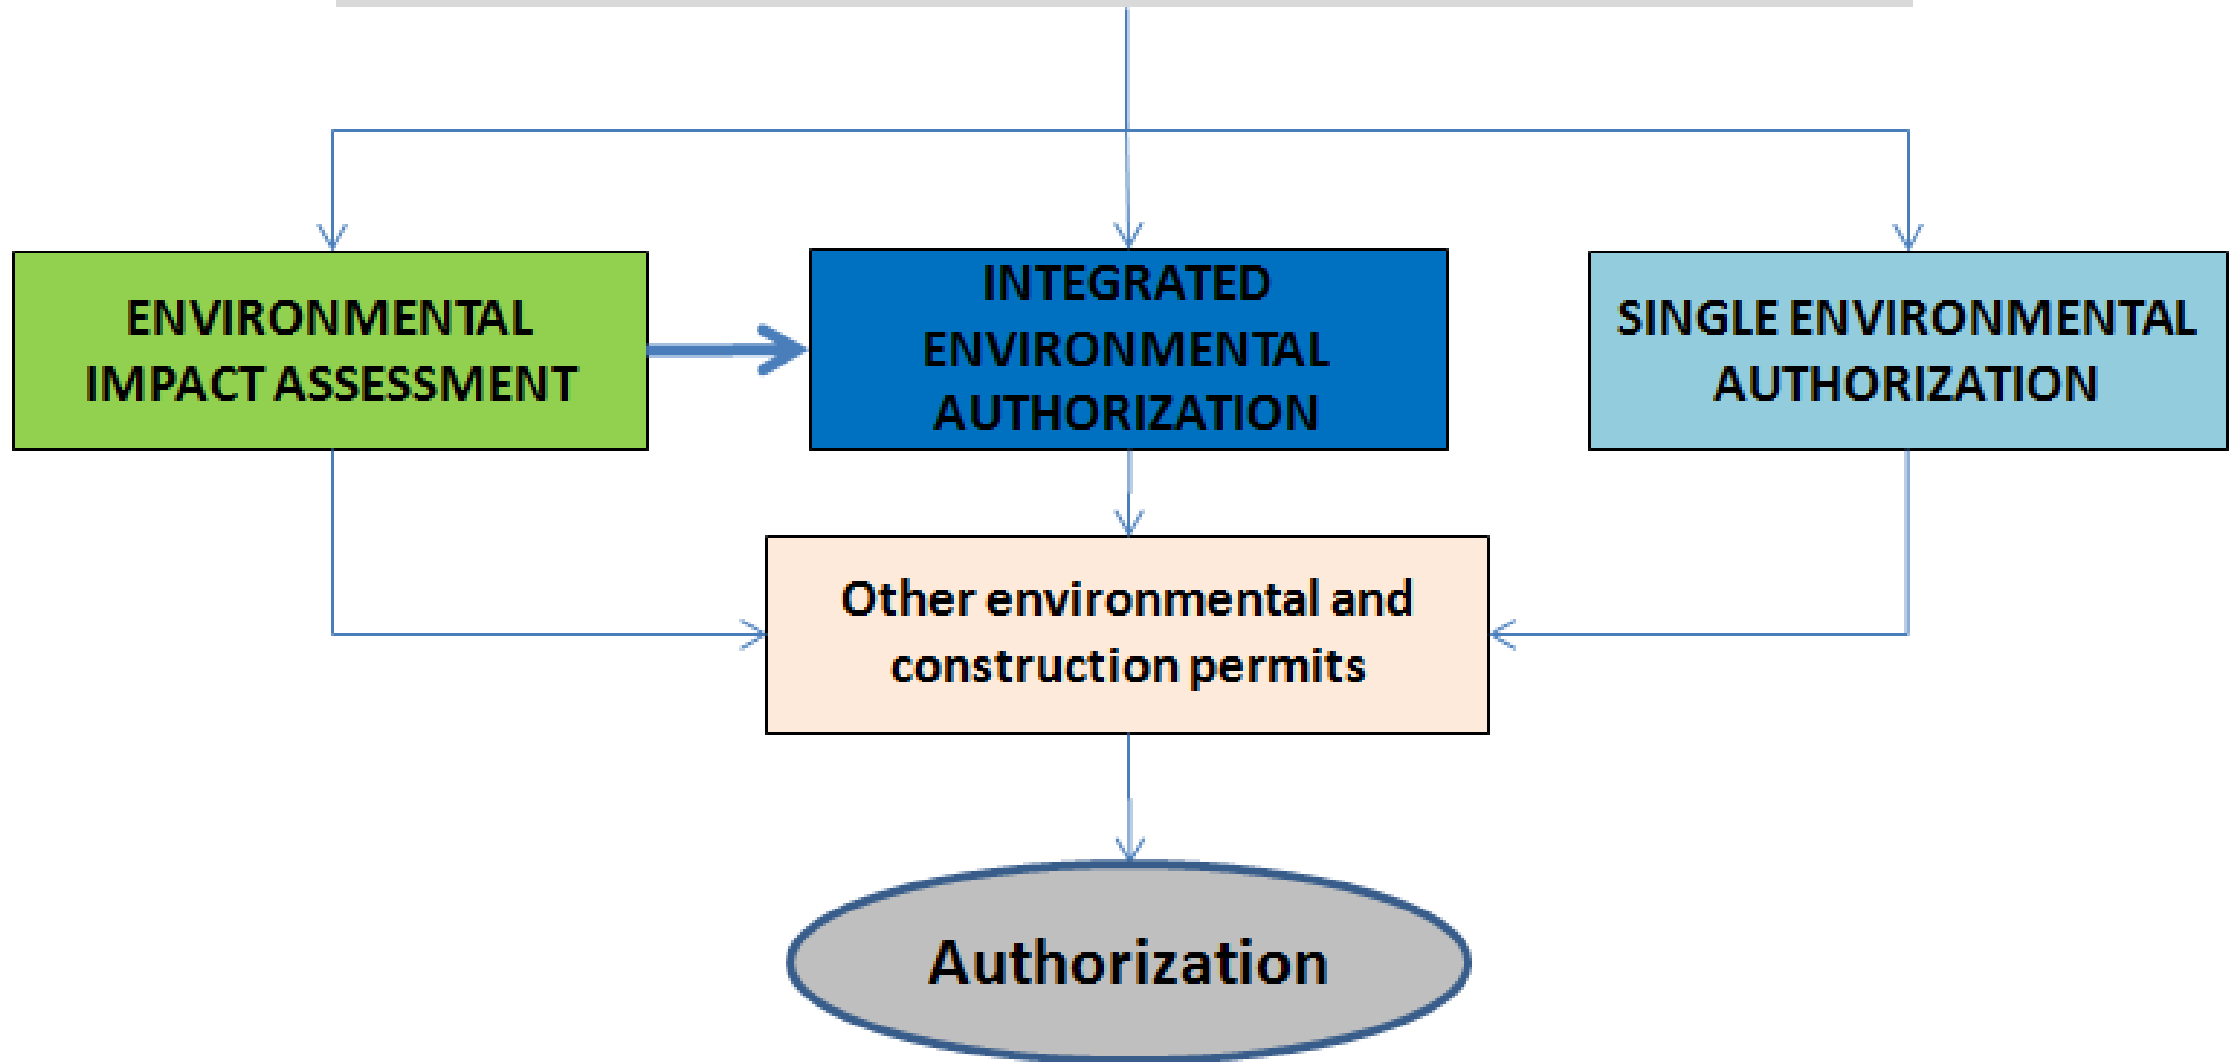 ENVIRONMENTAL
IMPACT ASSESSMENT
INTEGRATED
ENVIRONMENTAL
AUTHORIZATION
SINGLE ENVIRONMENTAL
AUTHORIZATION
Other environmental and
construction permits
Authorization